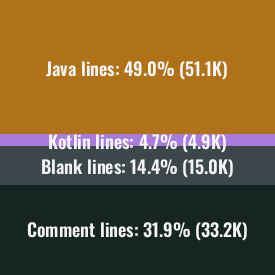 Java lines: 49.0% (51.1K)
Kotlin lines: 4.7% (4.9K)
Blank lines: 14.4% (15.0K)
Comment lines: 31.9% (33.2K)